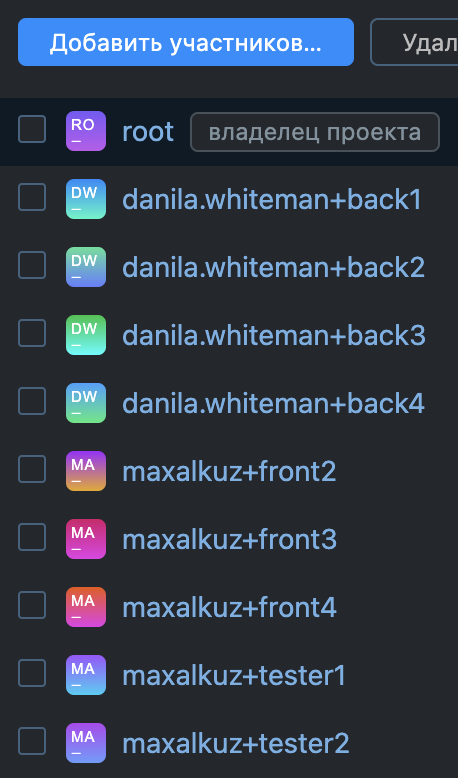 Добавить участников... Удал
RO
–
root владелец проекта
DW
–
danila.whiteman+back1
DW
–
danila.whiteman+back2
DW
–
danila.whiteman+back3
DW
–
danila.whiteman+back4
MA
–
maxalkuz+front2
MA
–
maxalkuz+front3
MA
–
maxalkuz+front4
MA
–
maxalkuz+tester1
MA
–
maxalkuz+tester2